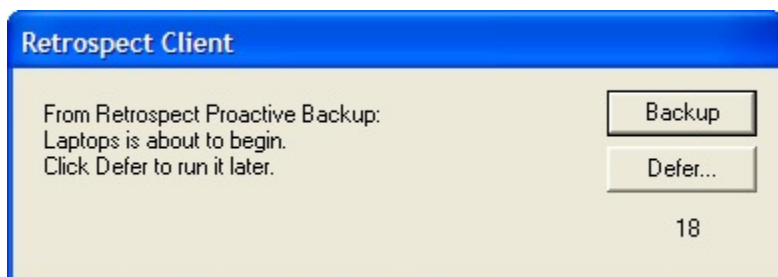 Retrospect Client
From Retrospect Proactive Backup:
Laptops is about to begin.
Click Defer to run it later.
Backup
Defer...
18